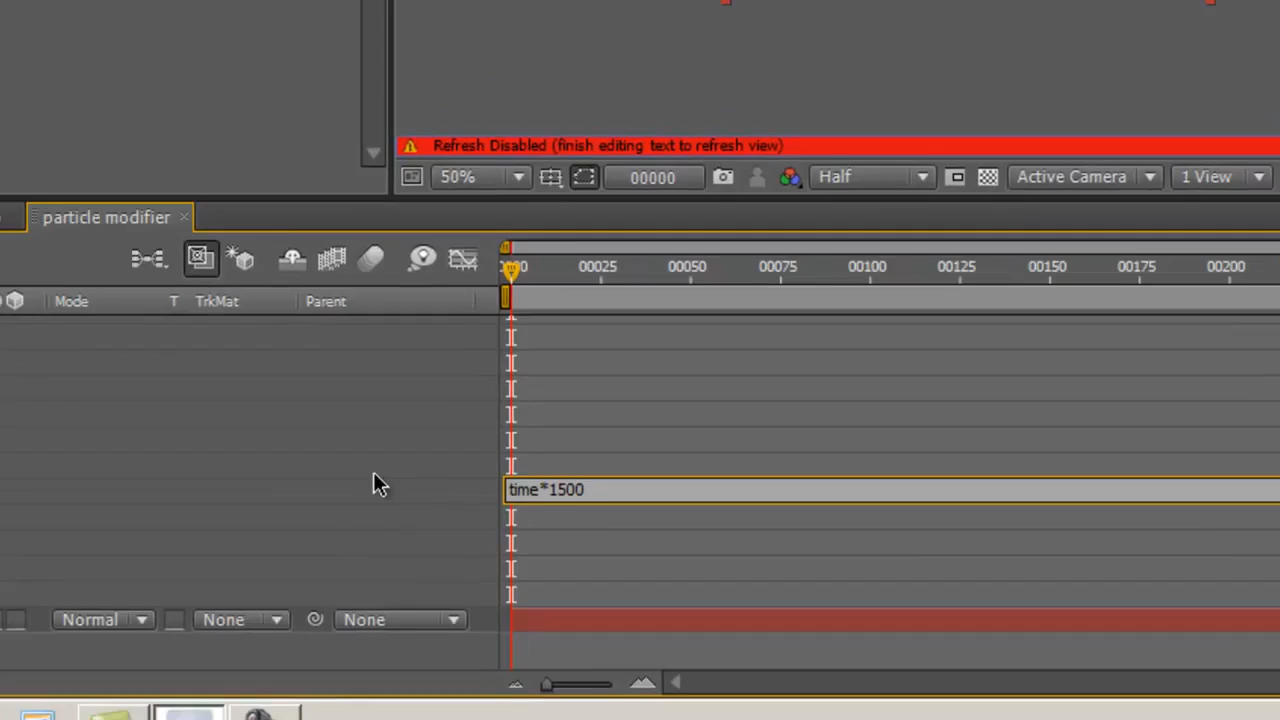 Refresh Disabled (finish editing text to refresh view)
50% 00000 Half Active Camera 1 View
particle modifier
00025 00050 00075 00100 00125 00150 00175 00200
Mode T TrkMat Parent
time*1500
Normal None None